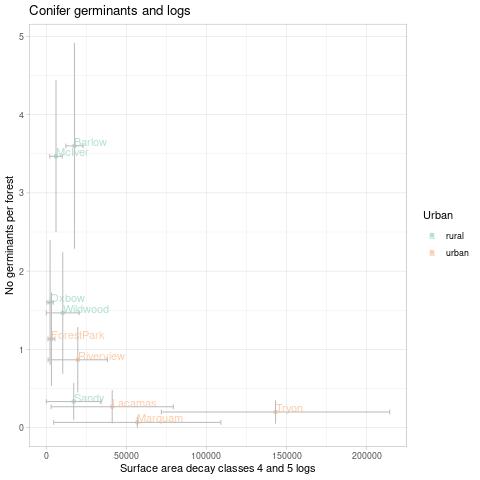 Conifer germinants and logs
No germinants per forest
5
4
3
2
1
0
Barlow
McIver
Oxbow
Wildwood
ForestPark
Riverview
Sandy
Lacamas
Tryon
Marquam
0
50000
100000
150000
200000
Surface area decay classes 4 and 5 logs
Urban
rural
urban